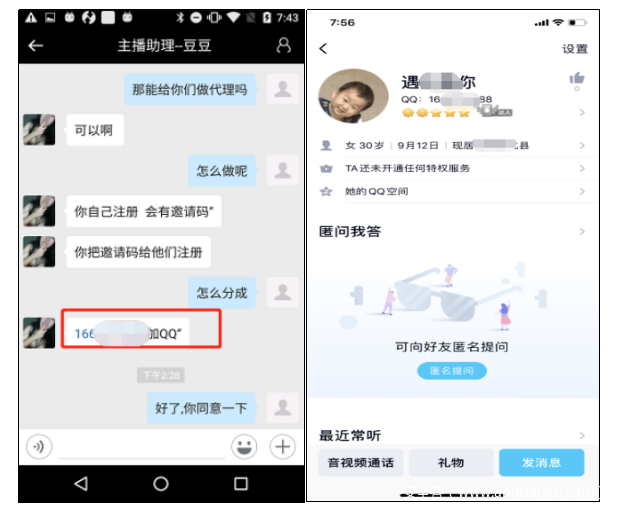 7:43
主播助理--豆豆
那能给你们做代理吗
可以啊
怎么做呢
你自己注册 会有邀请码"
你把邀请码给他们注册
怎么分成
166 加QQ"
下午2:28
好了,你同意一下
7:56
设置
遇 你
QQ: 16 88
0
女 30岁 | 9月12日 | 现居 县
TA还未开通任何特权服务
她的QQ空间
匿问我答
可向好友匿名提问
匿名提问
最近常听
音视频通话 礼物 发消息